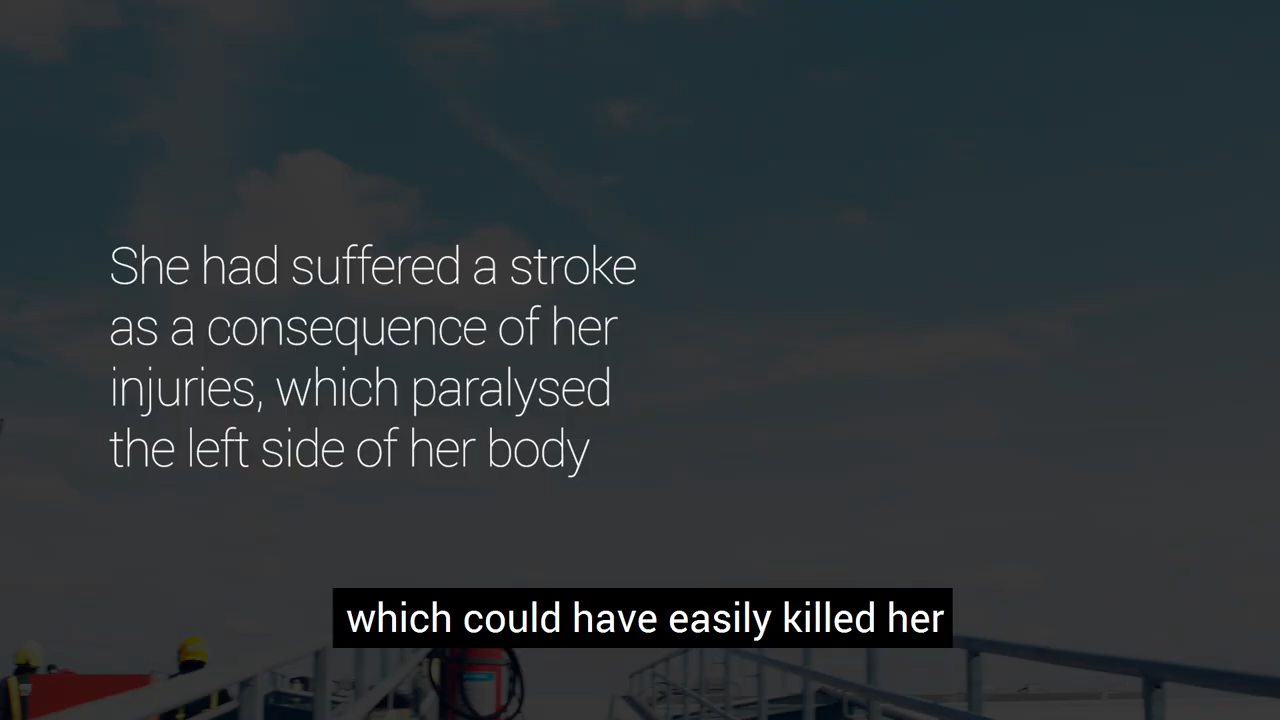 She had suffered a stroke
as a consequence of her
injuries, which paralysed
the left side of her body
which could have easily killed her